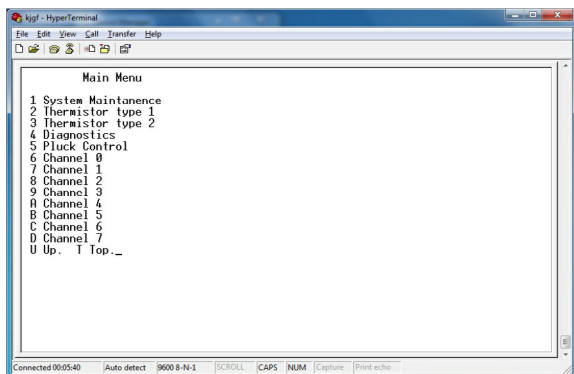 kjgf - HyperTerminal
File Edit View Call Transfer Help
Main Menu
1 System Maintanence
2 Thermistor type 1
3 Thermistor type 2
4 Diagnostics
5 Pluck Control
6 Channel 0
7 Channel 1
8 Channel 2
9 Channel 3
A Channel 4
B Channel 5
C Channel 6
D Channel 7
U Up. T Top._
Connected 00:05:40 Auto detect 9600 8-N-1 SCROLL CAPS NUM Capture Print echo